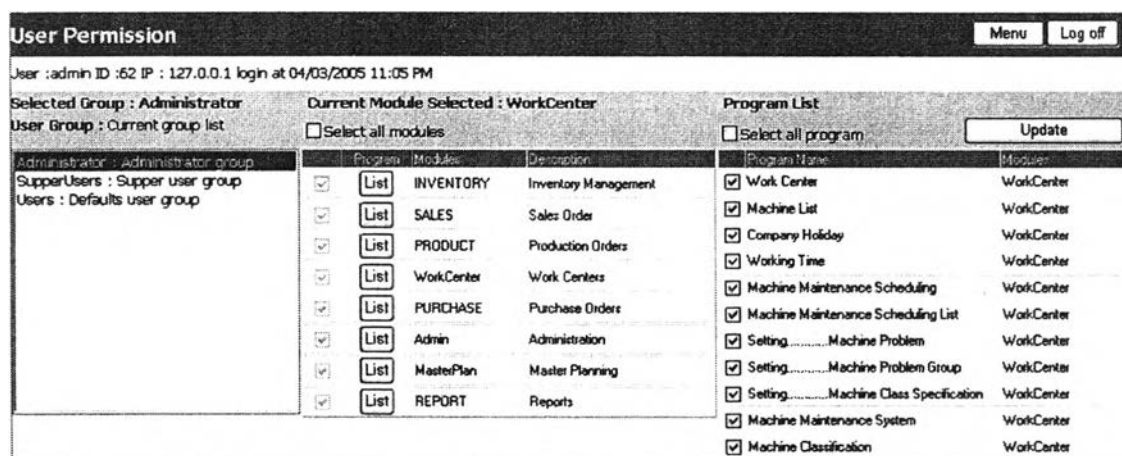 User Permission
Menu
Log off
User :admin ID :62 IP : 127.0.0.1 login at 04/03/2005 11:05 PM
Selected Group : Administrator
User Group : Current group list
Administrator : Administrator group
SupperUsers : Supper user group
Users : Defaults user group
Current Module Selected : WorkCenter
Select all modules
Program Modules Description
List INVENTORY Inventory Management
List SALES Sales Order
List PRODUCT Production Orders
List WorkCenter Work Centers
List PURCHASE Purchase Orders
List Admin Administration
List MasterPlan Master Planning
List REPORT Reports
Program List
Select all program
Update
Program Name Modules
Work Center WorkCenter
Machine List WorkCenter
Company Holiday WorkCenter
Working Time WorkCenter
Machine Maintenance Scheduling WorkCenter
Machine Maintenance Scheduling List WorkCenter
Setting............Machine Problem WorkCenter
Setting............Machine Problem Group WorkCenter
Setting............Machine Class Specification WorkCenter
Machine Maintenance System WorkCenter
Machine Classification WorkCenter